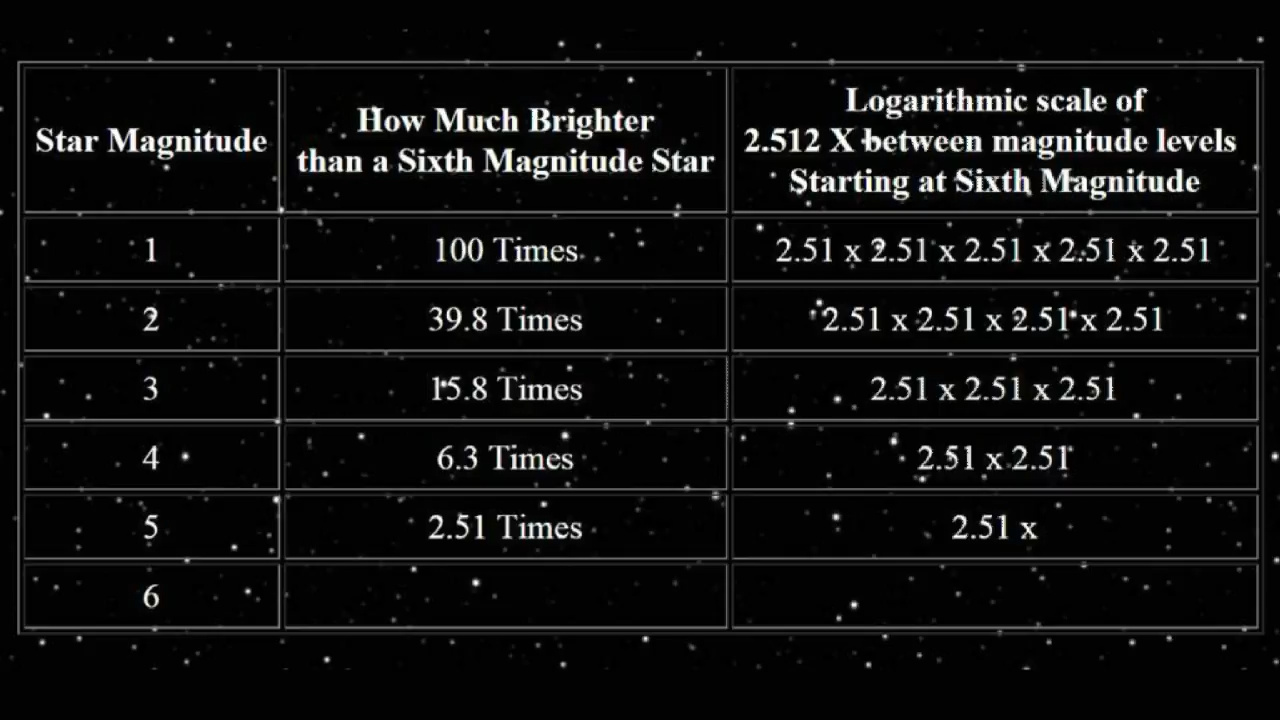 Star Magnitude
How Much Brighter
than a Sixth Magnitude Star
Logarithmic scale of
2.512 X between magnitude levels
Starting at Sixth Magnitude
1
100 Times
2.51 x 2.51 x 2.51 x 2.51 x 2.51
2
39.8 Times
2.51 x 2.51 x 2.51 x 2.51
3
15.8 Times
2.51 x 2.51 x 2.51
4
6.3 Times
2.51 x 2.51
5
2.51 Times
2.51 x
6